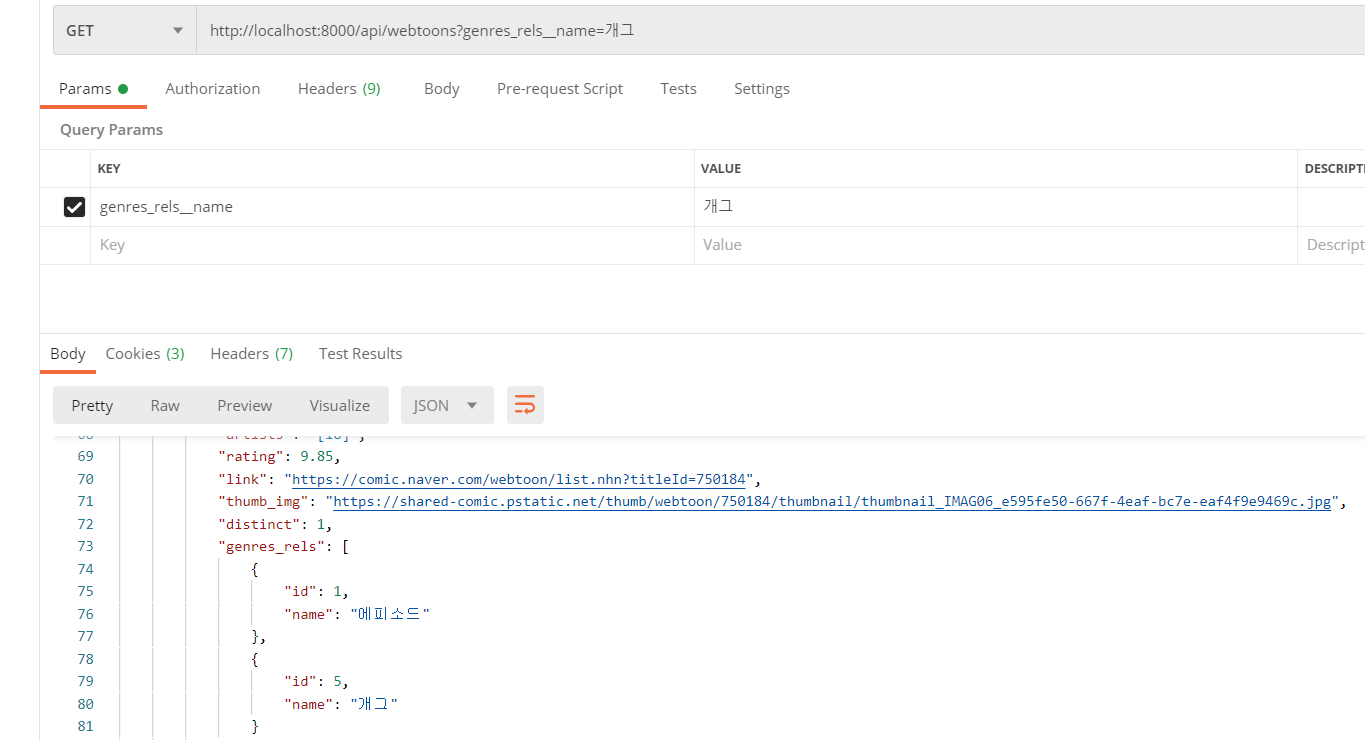 GET http://localhost:8000/api/webtoons?genres_rels__name=개그
Params Authorization Headers (9) Body Pre-request Script Tests Settings
Query Params
KEY VALUE DESCRIPTI
genres_rels__name 개그
Key Value Descript
Body Cookies (3) Headers (7) Test Results
Pretty Raw Preview Visualize JSON
69 "rating": 9.85,
70 "link": "https://comic.naver.com/webtoon/list.nhn?titleId=750184",
71 "thumb_img": "https://shared-comic.pstatic.net/thumb/webtoon/750184/thumbnail/thumbnail_IMAG06_e595fe50-667f-4eaf-bc7e-eaf4f9e9469c.jpg",
72 "distinct": 1,
73 "genres_rels": [
74 {
75 "id": 1,
76 "name": "에피소드"
77 },
78 {
79 "id": 5,
80 "name": "개그"
81 }